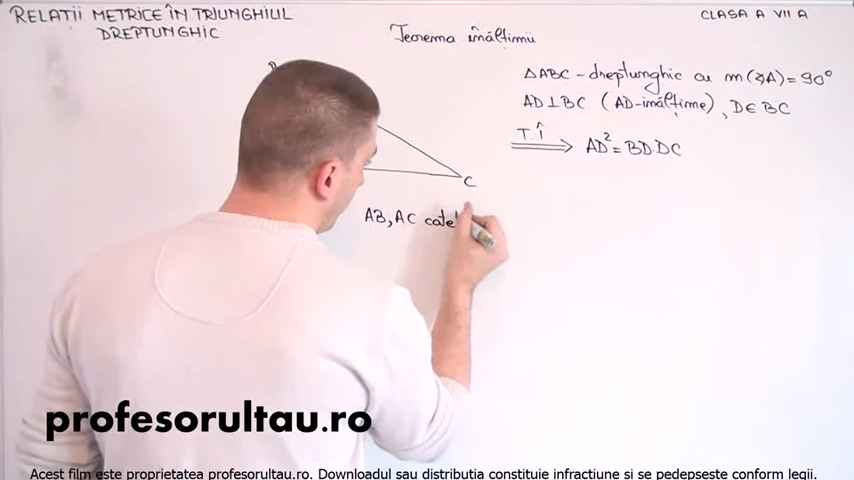 RELATII METRICE ÎN TRIUNGHIUL
DREPTUNGHIC
CLASA A VII A
Teorema înălțimii
ΔABC - dreptunghic cu m(∢A) = 90°
AD⊥BC (AD-înălțime), D∈BC
T.Î
⟹ AD² = BD·DC
C
AB, AC cate
profesorultau.ro
Acest film este proprietatea profesorultau.ro. Downloadul sau distributia constituie infractiune si se pedepseste conform legii.